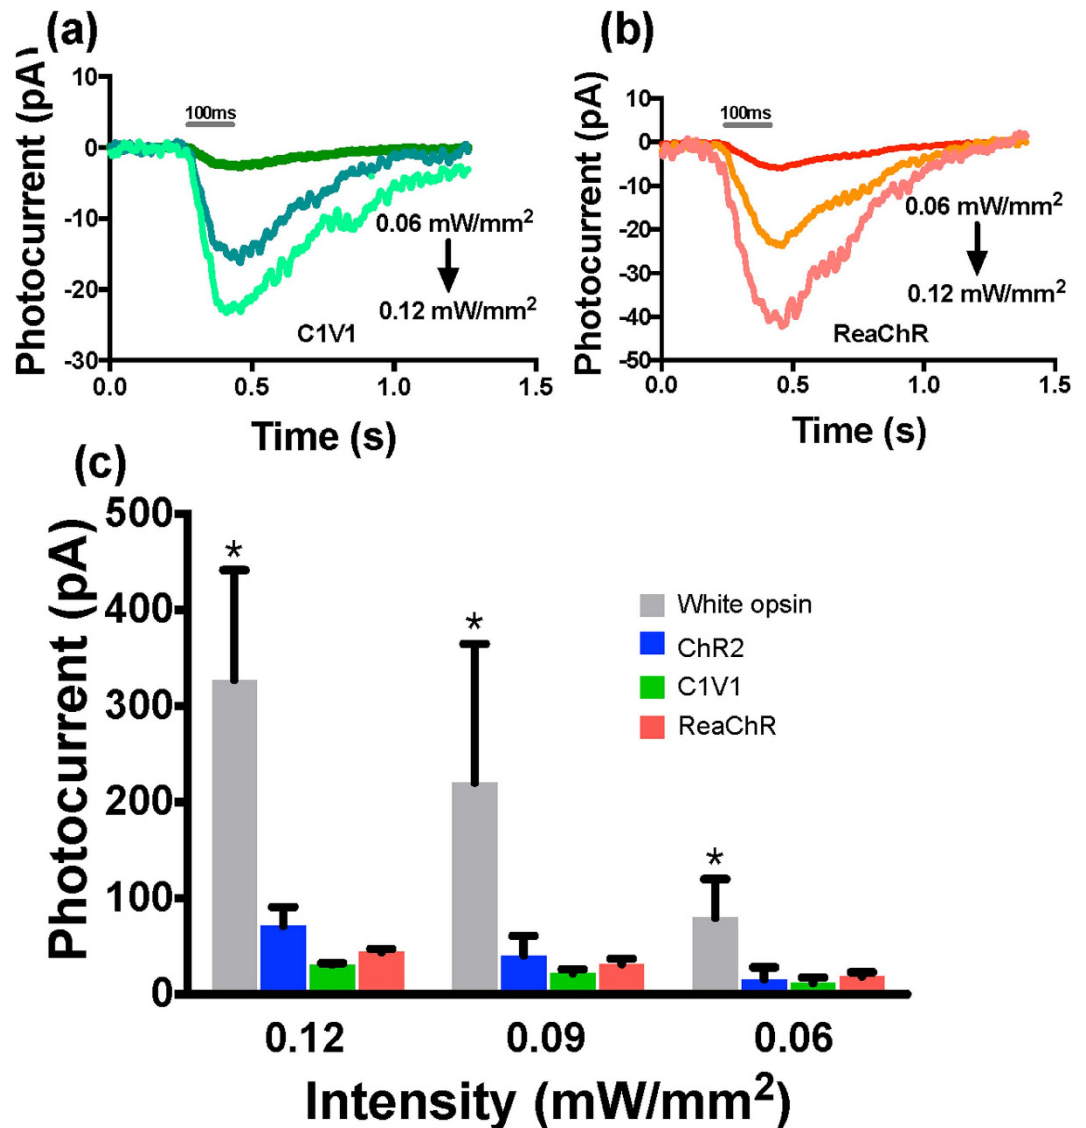 (a)
Photocurrent (pA)
10
0
-10
-20
-30
100ms
0.06 mW/mm2
0.12 mW/mm2
C1V1
0.0 0.5 1.0 1.5
Time (s)
(b)
Photocurrent (pA)
10
0
-10
-20
-30
-40
-50
100ms
0.06 mW/mm2
0.12 mW/mm2
ReaChR
0.0 0.5 1.0 1.5
Time (s)
(c)
Photocurrent (pA)
500
400
300
200
100
0
* * *
White opsin
ChR2
C1V1
ReaChR
0.12 0.09 0.06
Intensity (mW/mm2)